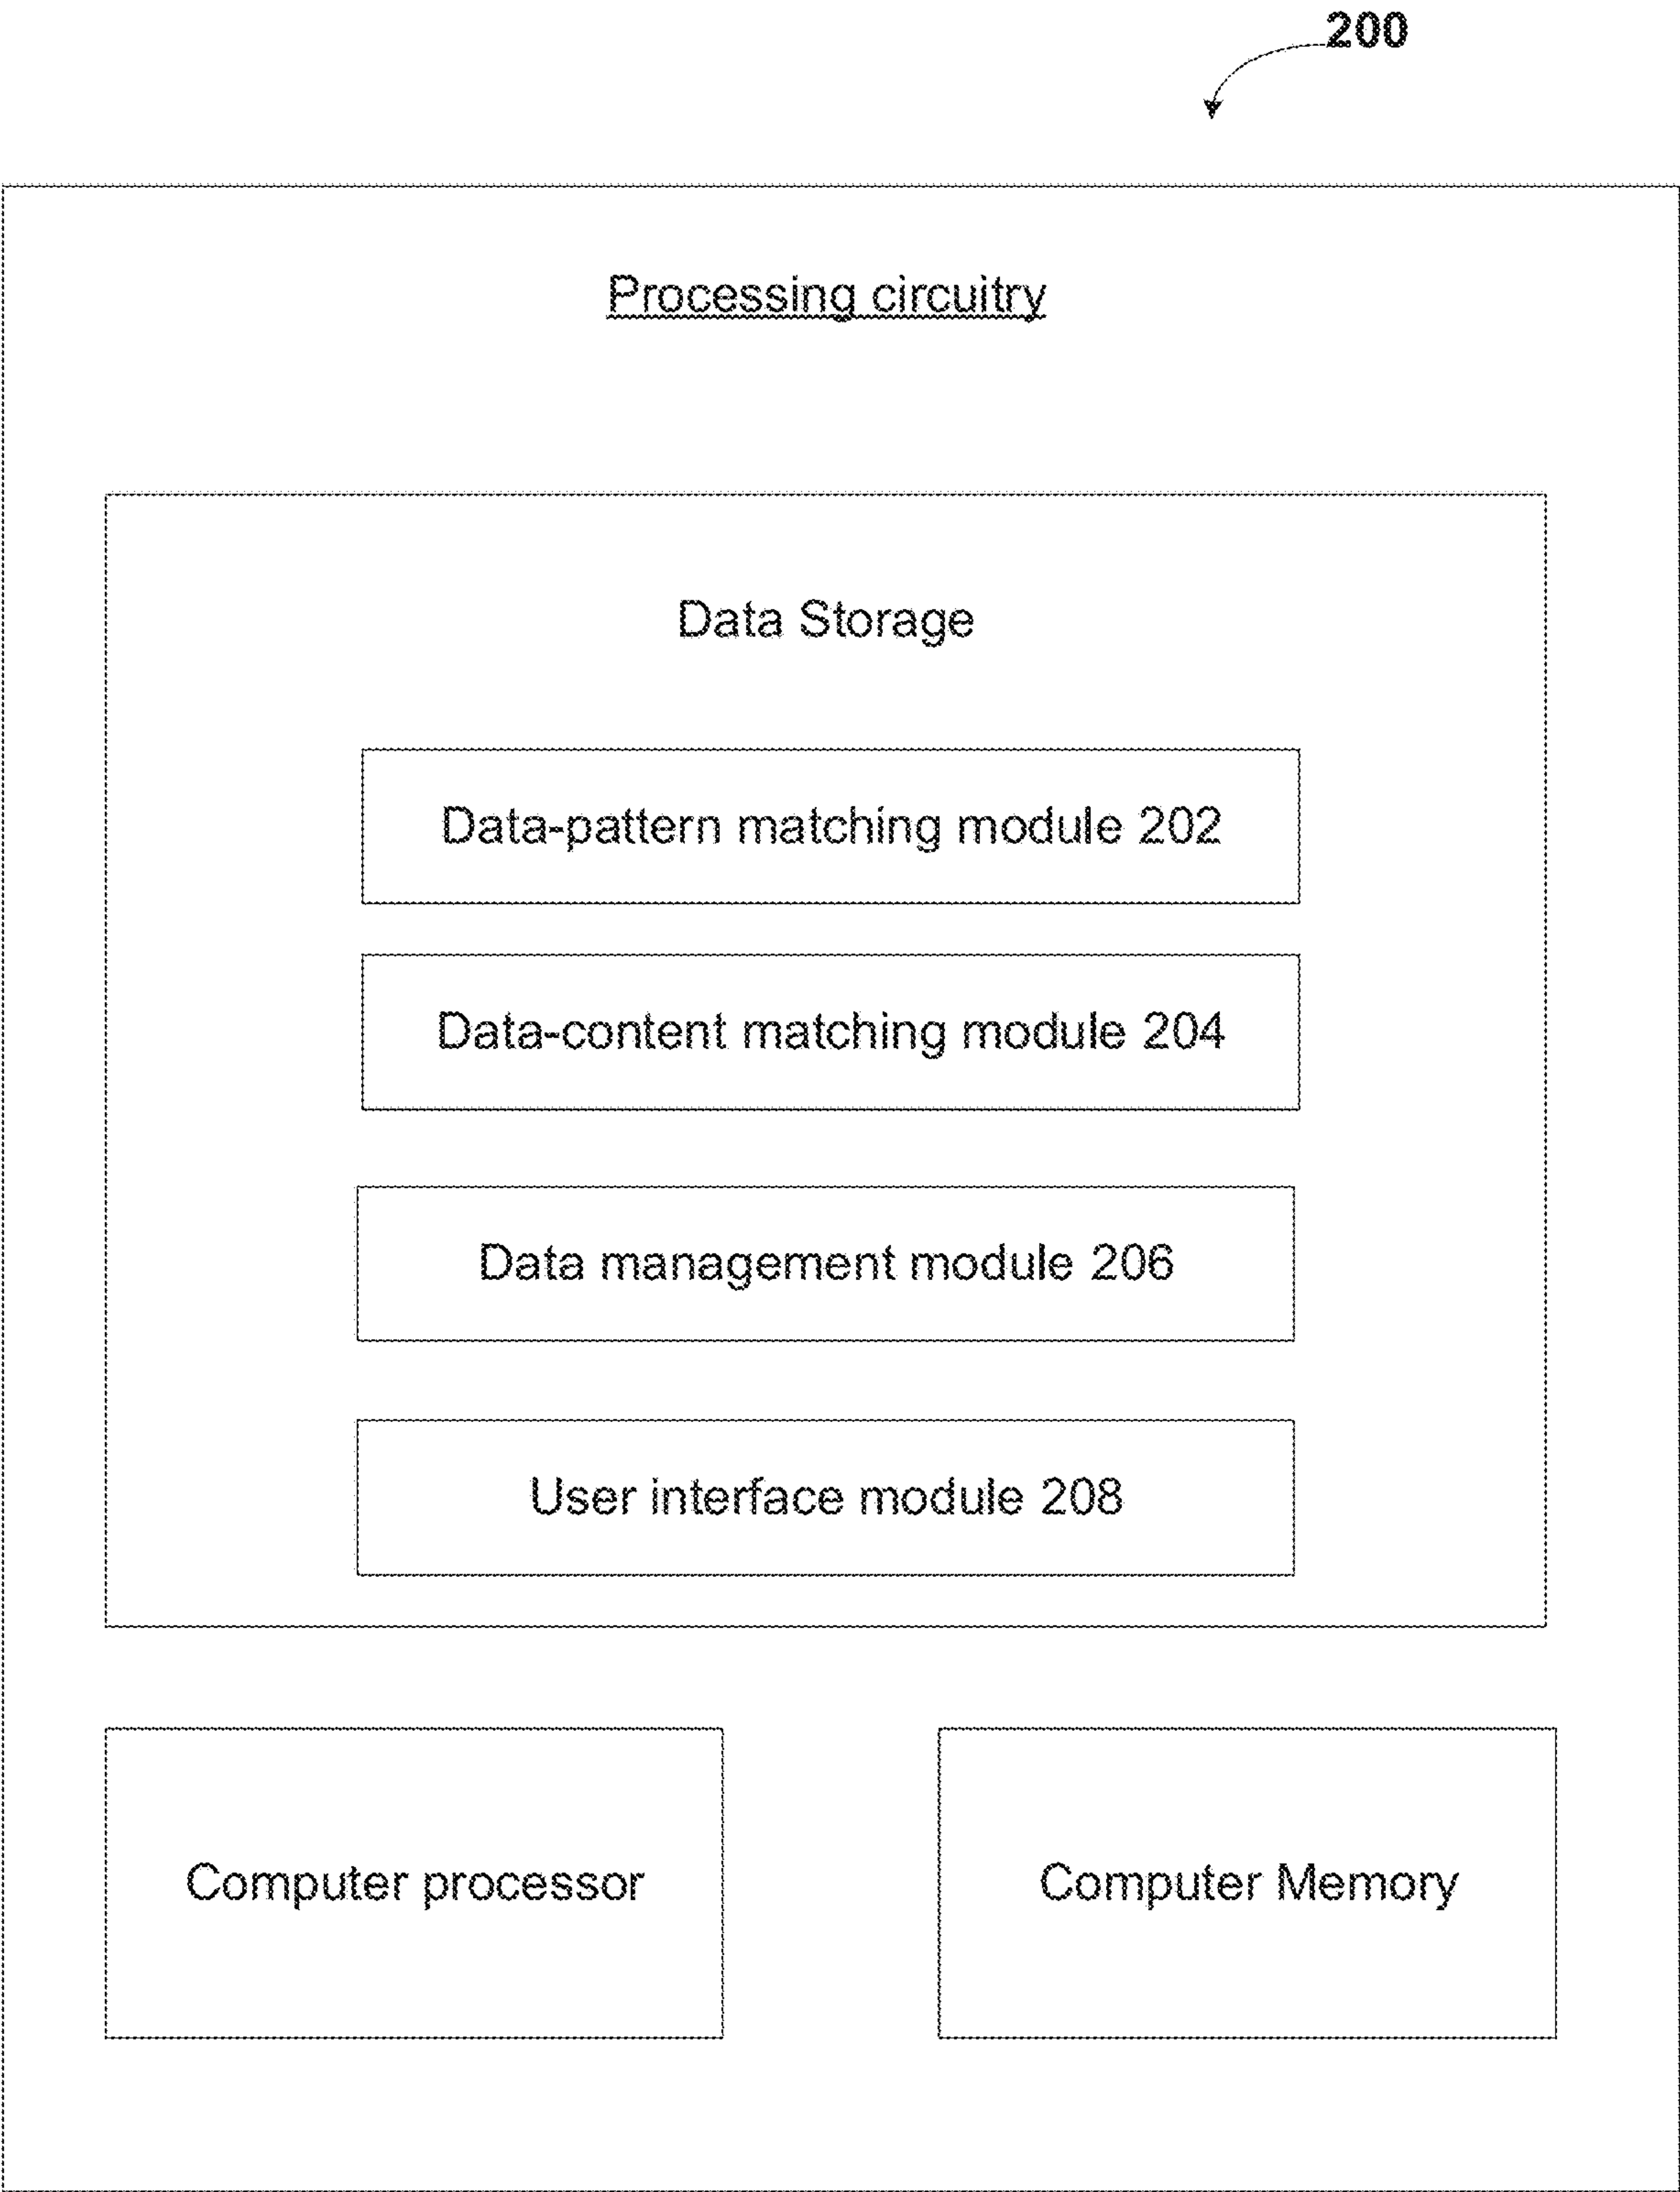 200
Processing circuitry
Data Storage
Data-pattern matching module 202
Data-content matching module 204
Data management module 206
User interface module 208
Computer processor
Computer Memory